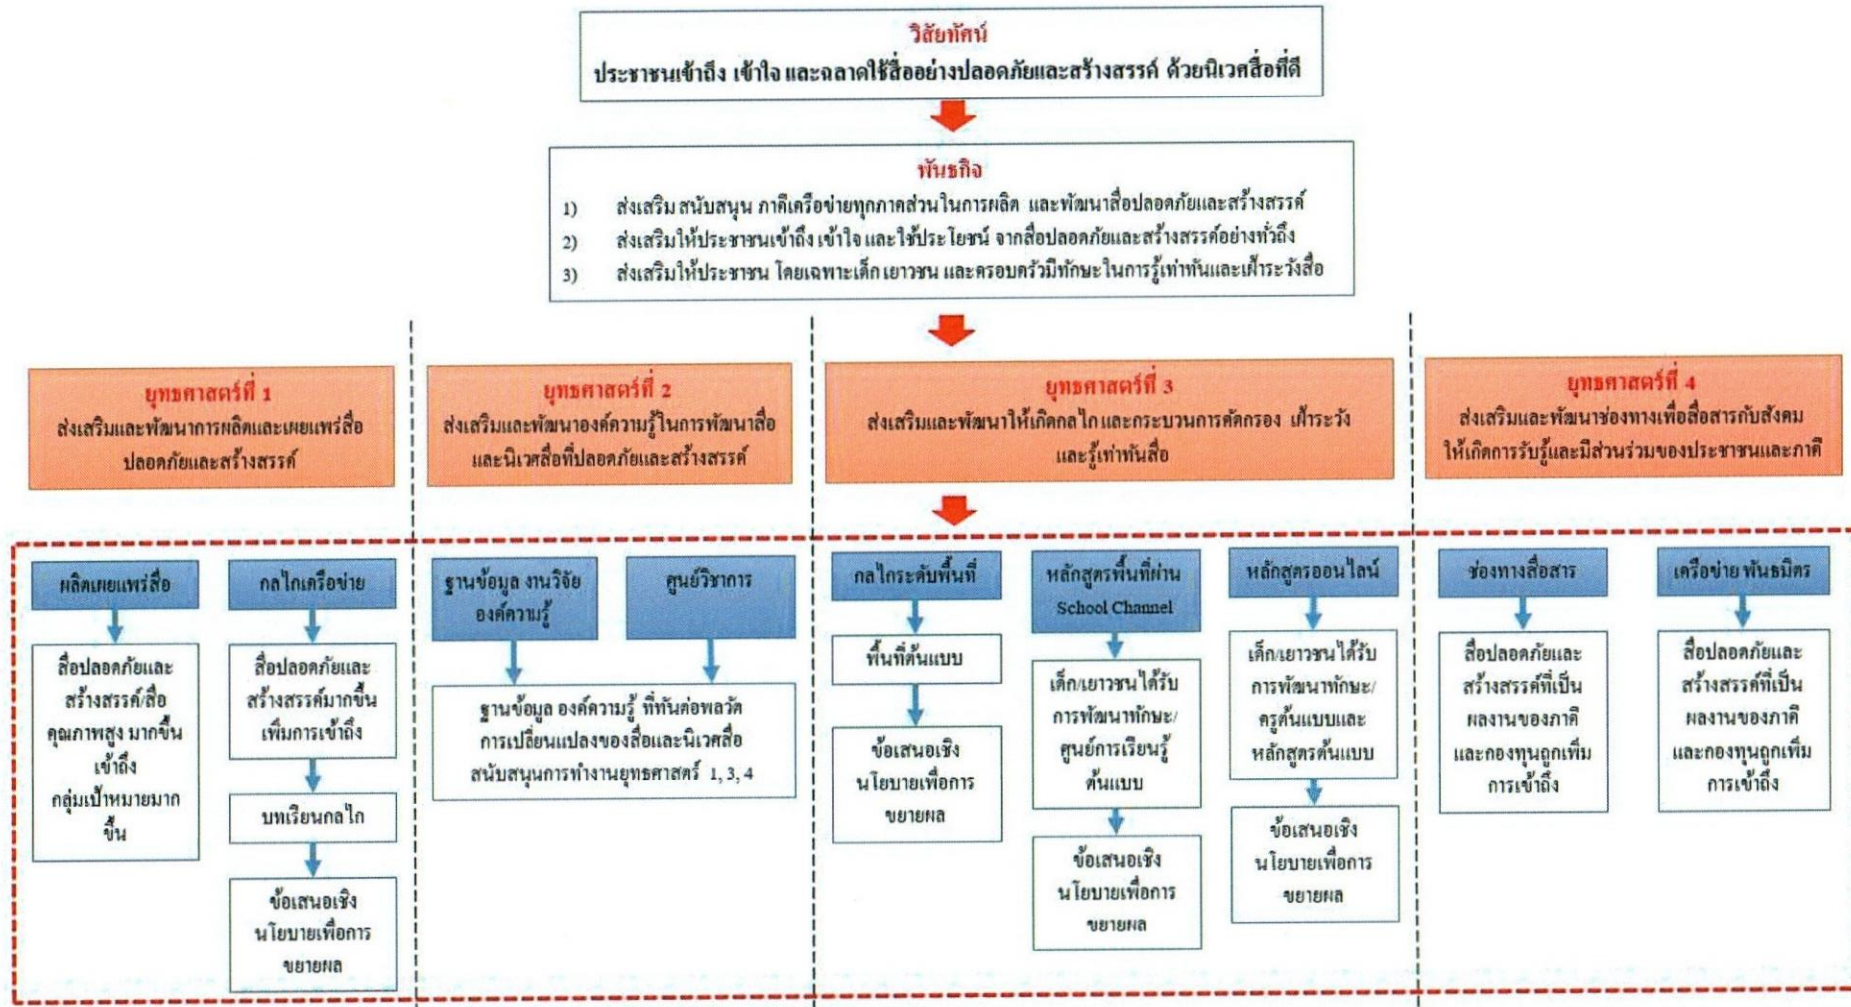 วิสัยทัศน์
ประชาชนเข้าถึง เข้าใจ และฉลาดใช้สื่ออย่างปลอดภัยและสร้างสรรค์ ด้วยนิเวศสื่อที่ดี
พันธกิจ
1) ส่งเสริม สนับสนุน ภาคีเครือข่ายทุกภาคส่วนในการผลิต และพัฒนาสื่อปลอดภัยและสร้างสรรค์
2) ส่งเสริมให้ประชาชนเข้าถึง เข้าใจ และใช้ประโยชน์ จากสื่อปลอดภัยและสร้างสรรค์อย่างทั่วถึง
3) ส่งเสริมให้ประชาชน โดยเฉพาะเด็ก เยาวชน และครอบครัวมีทักษะในการรู้เท่าทันและเฝ้าระวังสื่อ
ยุทธศาสตร์ที่ 1
ส่งเสริมและพัฒนาการผลิตและเผยแพร่สื่อ
ปลอดภัยและสร้างสรรค์
ยุทธศาสตร์ที่ 2
ส่งเสริมและพัฒนาองค์ความรู้ในการพัฒนาสื่อ
และนิเวศสื่อที่ปลอดภัยและสร้างสรรค์
ยุทธศาสตร์ที่ 3
ส่งเสริมและพัฒนาให้เกิดกลไก และกระบวนการคัดกรอง เฝ้าระวัง
และรู้เท่าทันสื่อ
ยุทธศาสตร์ที่ 4
ส่งเสริมและพัฒนาช่องทางเพื่อสื่อสารกับสังคม
ให้เกิดการรับรู้และมีส่วนร่วมของประชาชนและภาคี
ผลิตเผยแพร่สื่อ
สื่อปลอดภัยและ
สร้างสรรค์/สื่อ
คุณภาพสูง มากขึ้น
เข้าถึง
กลุ่มเป้าหมายมาก
ขึ้น
กลไกเครือข่าย
สื่อปลอดภัยและ
สร้างสรรค์มากขึ้น
เพิ่มการเข้าถึง
บทเรียนกลไก
ข้อเสนอเชิง
นโยบายเพื่อการ
ขยายผล
ฐานข้อมูล งานวิจัย
องค์ความรู้
ศูนย์วิชาการ
ฐานข้อมูล องค์ความรู้ ที่ทันต่อพลวัต
การเปลี่ยนแปลงของสื่อและนิเวศสื่อ
สนับสนุนการทำงานยุทธศาสตร์ 1, 3, 4
กลไกระดับพื้นที่
พื้นที่ต้นแบบ
ข้อเสนอเชิง
นโยบายเพื่อการ
ขยายผล
หลักสูตรพื้นที่ผ่าน
School Channel
เด็ก/เยาวชนได้รับ
การพัฒนาทักษะ/
ศูนย์การเรียนรู้
ต้นแบบ
ข้อเสนอเชิง
นโยบายเพื่อการ
ขยายผล
หลักสูตรออนไลน์
เด็ก/เยาวชนได้รับ
การพัฒนาทักษะ/
ครูต้นแบบและ
หลักสูตรต้นแบบ
ข้อเสนอเชิง
นโยบายเพื่อการ
ขยายผล
ช่องทางสื่อสาร
สื่อปลอดภัยและ
สร้างสรรค์ที่เป็น
ผลงานของภาคี
และกองทุนถูกเพิ่ม
การเข้าถึง
เครือข่าย พันธมิตร
สื่อปลอดภัยและ
สร้างสรรค์ที่เป็น
ผลงานของภาคี
และกองทุนถูกเพิ่ม
การเข้าถึง